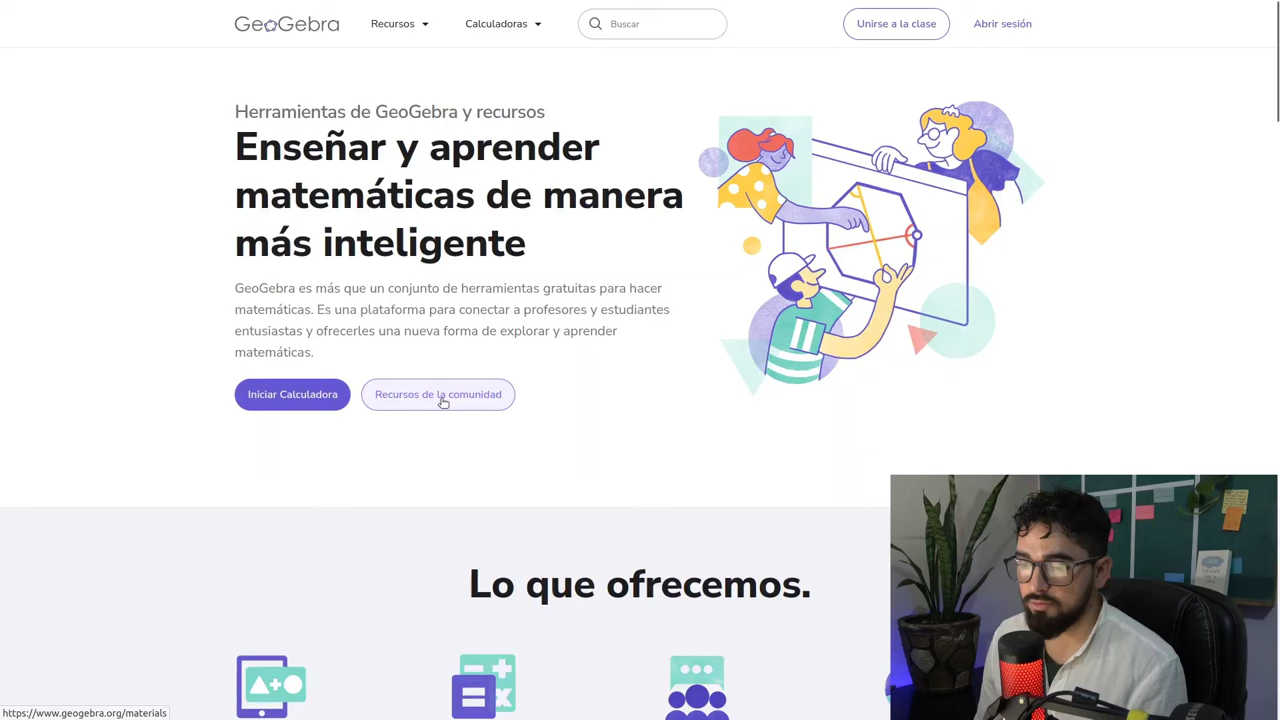 GeoGebra
Recursos
Calculadoras
Buscar
Unirse a la clase
Abrir sesión
Herramientas de GeoGebra y recursos
Enseñar y aprender
matemáticas de manera
más inteligente
GeoGebra es más que un conjunto de herramientas gratuitas para hacer
matemáticas. Es una plataforma para conectar a profesores y estudiantes
entusiastas y ofrecerles una nueva forma de explorar y aprender
matemáticas.
Iniciar Calculadora
Recursos de la comunidad
Lo que ofrecemos.
https://www.geogebra.org/materials